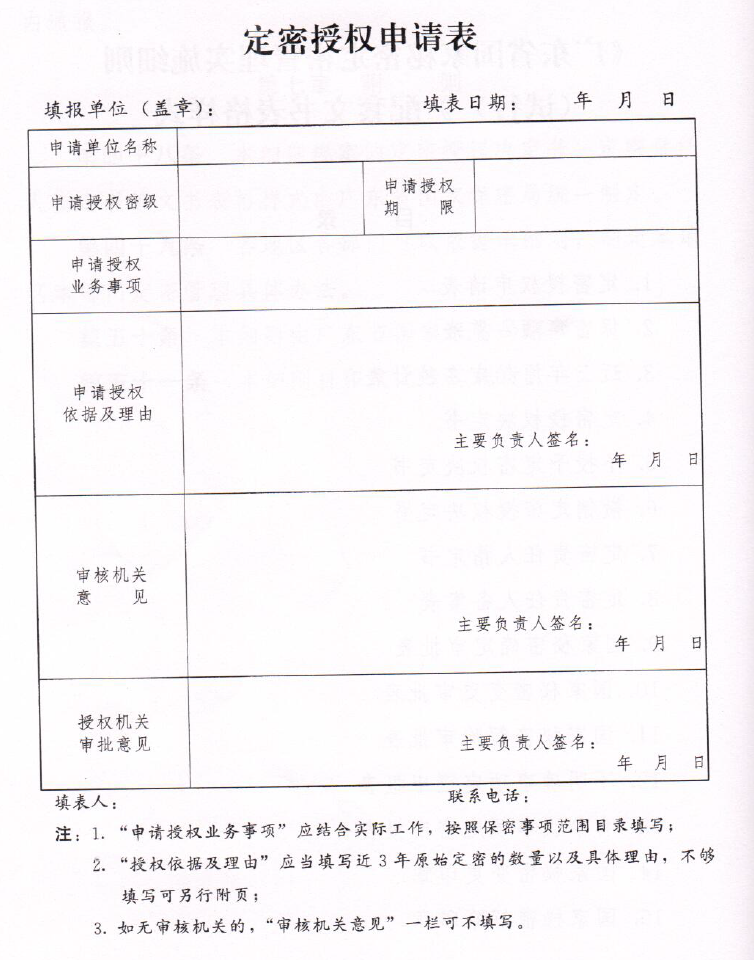 定密授权申请表
填报单位（盖章）： 填表日期： 年 月 日
申请单位名称
申请授权密级 申请授权期 限
申请授权
业务事项
申请授权
依据及理由
主要负责人签名：
年 月 日
审核机关
意 见
主要负责人签名：
年 月 日
授权机关
审批意见
主要负责人签名：
年 月 日
填表人： 联系电话：
注：1. “申请授权业务事项”应结合实际工作，按照保密事项范围目录填写；
2. “授权依据及理由”应当填写近 3 年原始定密的数量以及具体理由，不够
填写可另行附页；
3. 如无审核机关的，“审核机关意见”一栏可不填写。